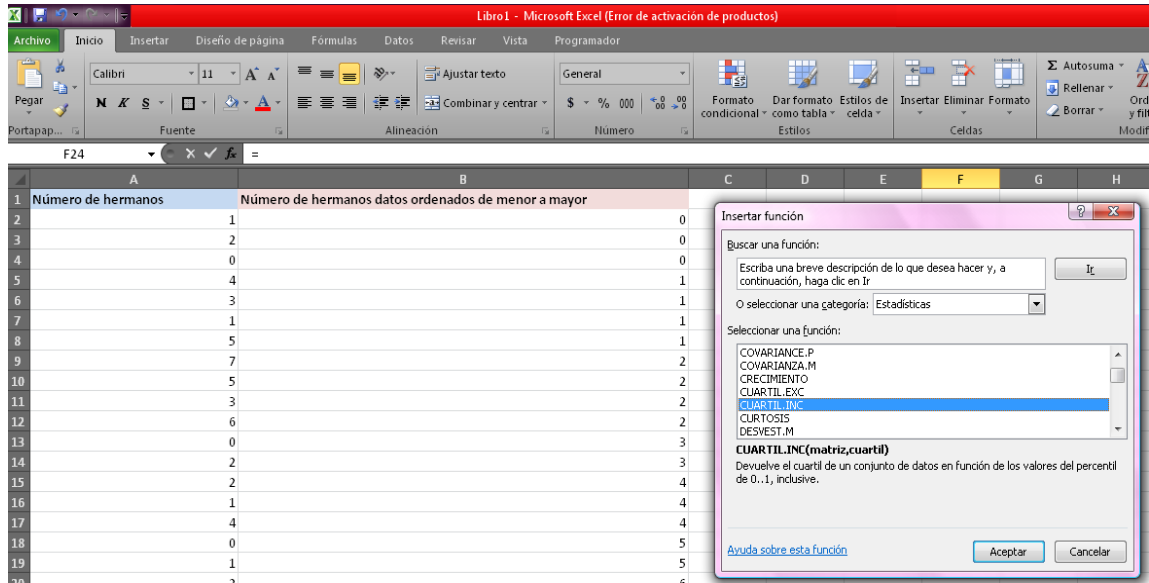 Libro1 - Microsoft Excel (Error de activación de productos)
Archivo Inicio Insertar Diseño de página Fórmulas Datos Revisar Vista Programador
Pegar
Portapap...
Calibri 11
N K S
Fuente
Ajustar texto
Combinar y centrar
Alineación
General
$ % 000
Número
Formato condicional
Dar formato como tabla
Estilos de celda
Estilos
Insertar Eliminar Formato
Celdas
Σ Autosuma
Rellenar
Borrar
Ord
y filt
Modif
F24 fx =
A B C D E F G H
1 Número de hermanos Número de hermanos datos ordenados de menor a mayor
2 1 0
3 2 0
4 0 0
5 4 1
6 3 1
7 1 1
8 5 1
9 7 2
10 5 2
11 3 2
12 6 2
13 0 3
14 2 3
15 2 4
16 1 4
17 4 4
18 0 5
19 1 5
Insertar función
Buscar una función:
Escriba una breve descripción de lo que desea hacer y, a
continuación, haga clic en Ir
Ir
O seleccionar una categoría: Estadísticas
Seleccionar una función:
COVARIANCE.P
COVARIANZA.M
CRECIMIENTO
CUARTIL.EXC
CUARTIL.INC
CURTOSIS
DESVEST.M
CUARTIL.INC(matriz,cuartil)
Devuelve el cuartil de un conjunto de datos en función de los valores del percentil
de 0..1, inclusive.
Ayuda sobre esta función
Aceptar Cancelar